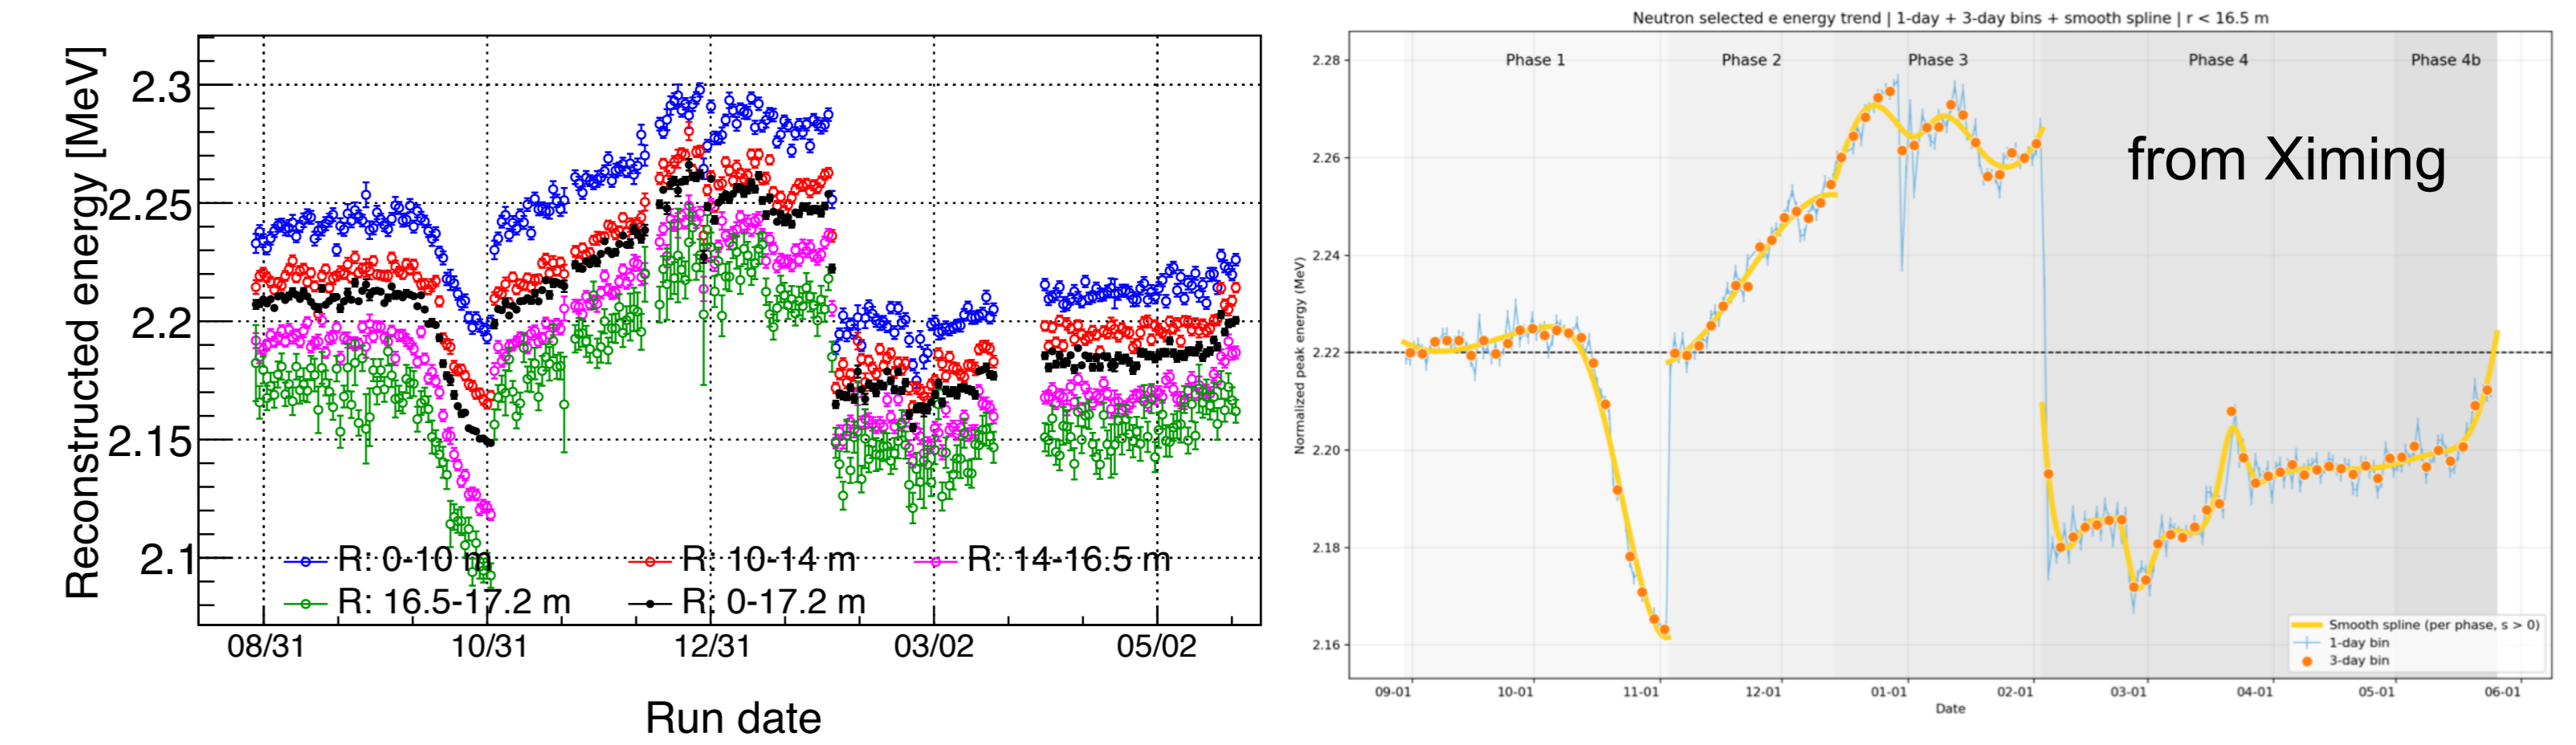 Reconstructed energy [MeV]
2.3
2.25
2.2
2.15
2.1
R: 0-10 m
R: 10-14 m
R: 14-16.5 m
R: 16.5-17.2 m
R: 0-17.2 m
08/31
10/31
12/31
03/02
05/02
Run date
Neutron selected e energy trend | 1-day + 3-day bins + smooth spline | r < 16.5 m
Phase 1
Phase 2
Phase 3
Phase 4
Phase 4b
from Ximing
Normalized peak energy (MeV)
2.28
2.26
2.24
2.22
2.20
2.18
2.16
Smooth spline (per phase, s > 0)
1-day bin
3-day bin
09-01
10-01
11-01
12-01
01-01
02-01
03-01
04-01
05-01
06-01
Date